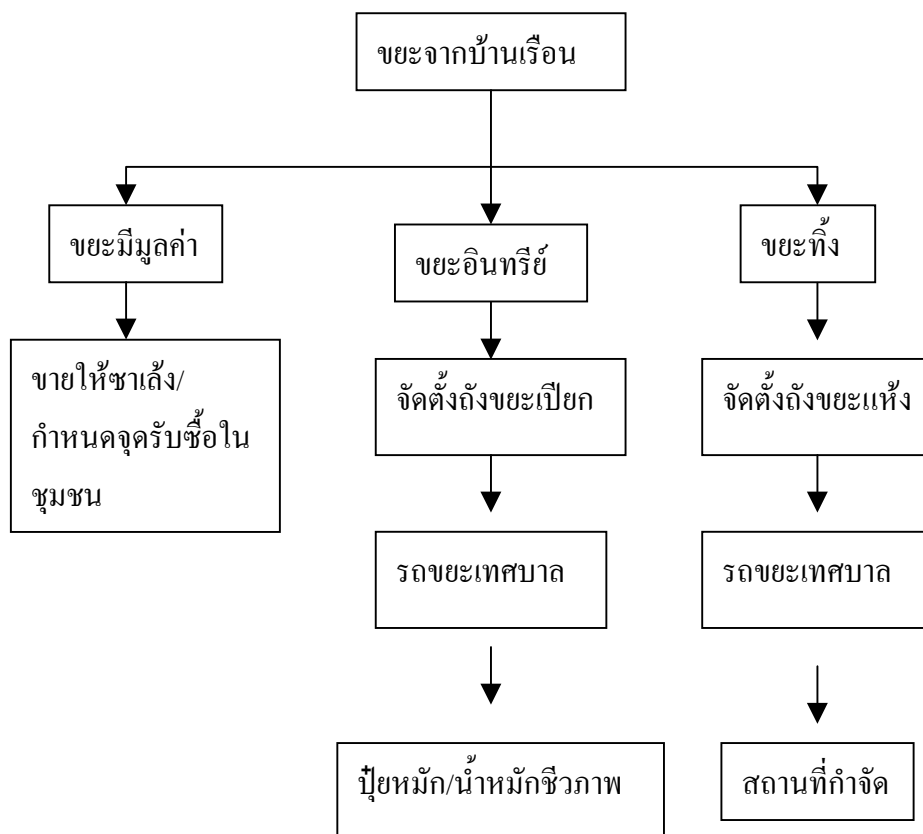 ขยะจากบ้านเรือน
ขยะมีมูลค่า
ขยะอินทรีย์
ขยะทิ้ง
ขายให้ซาเล้ง/
กำหนดจุดรับซื้อใน
ชุมชน
จัดตั้งถังขยะเปียก
จัดตั้งถังขยะแห้ง
รถขยะเทศบาล
รถขยะเทศบาล
ปุ๋ยหมัก/น้ำหมักชีวภาพ
สถานที่กำจัด